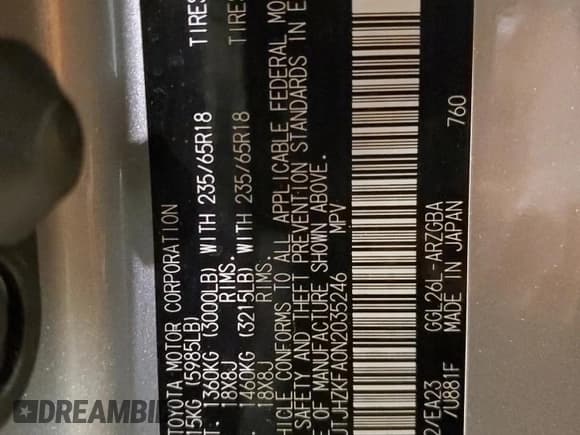 TOYOTA MOTOR CORPORATION
15KG (5985LB)
T: 1360KG (3000LB) WITH 235/65R18 TIRES
18X8J RIMS.
1460KG (3215LB) WITH 235/65R18 TIRES
18X8J RIMS.
HICLE CONFORMS TO ALL APPLICABLE FEDERAL MO
SAFETY AND THEFT PREVENTION STANDARDS IN E
E OF MANUFACTURE SHOWN ABOVE.
JTJHZKFA0N2035246 MPV
GGL26L-ARZGBA
2/EA23 MADE IN JAPAN 760
70881F
DREAMBI